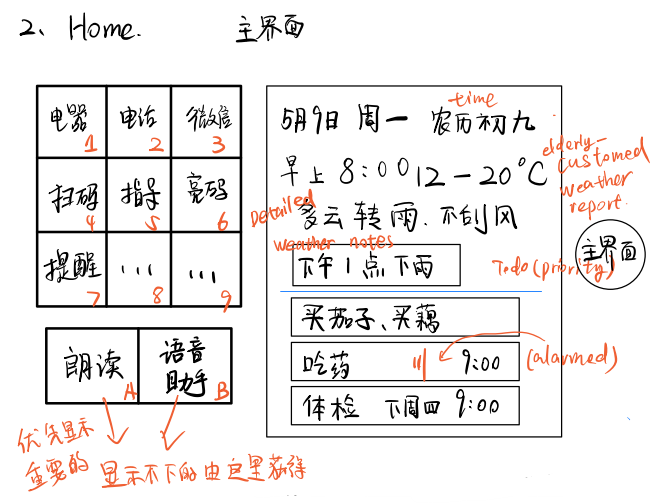 2、Home. 主界面
电器 电话 微信
1 2 3
扫码 指导 亮码
4 5 6
提醒 ... ...
7 8 9
朗读 语音助手
A B
优先显示
重要的 显示不下的由这里获得
time
5月9日 周一 农历初九
早上 8:00 12-20°C
elderly-
customed
weather
report.
多云转雨.不刮风
Detailed
weather notes
下午1点下雨
Todo(priority)
主界面
买茄子、买藕
吃药 9:00
(alarmed)
体检 下周四 9:00